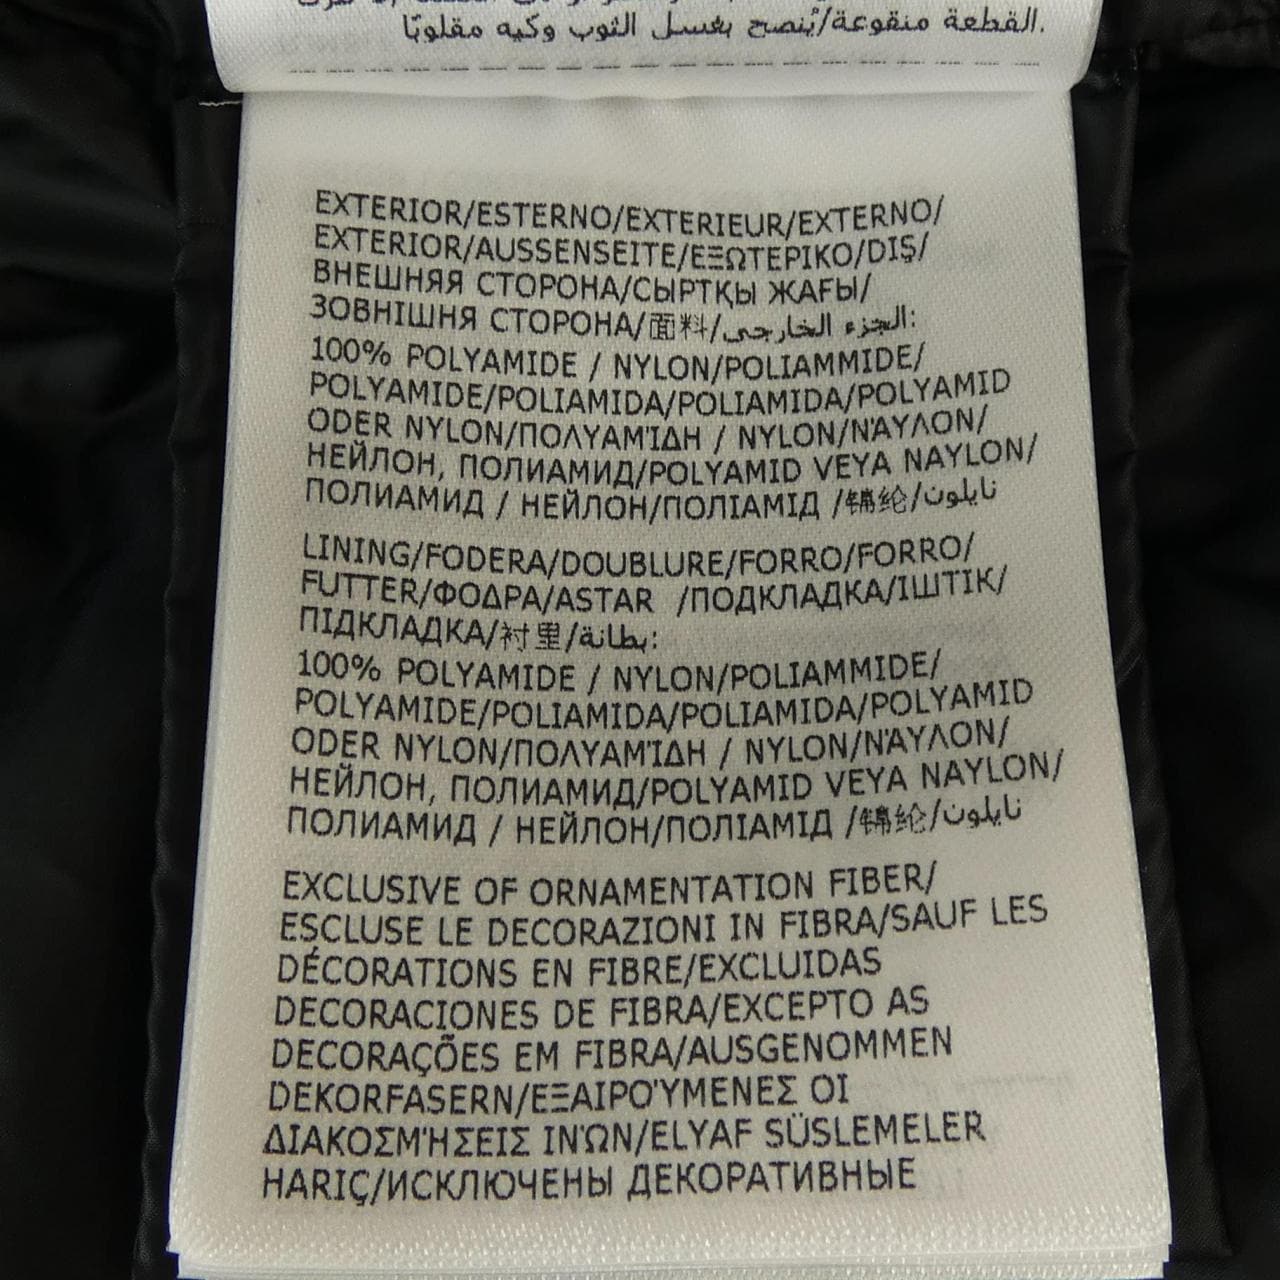 القطعة منقوعة/يُنصح بغسل الثوب وكيه مقلوبًا.
EXTERIOR/ESTERNO/EXTERIEUR/EXTERNO/
EXTERIOR/AUSSENSEITE/ΕΞΩΤΕΡΙΚΟ/DIŞ/
ВНЕШНЯЯ СТОРОНА/СЫРТҚЫ ЖАҒЫ/
ЗОВНІШНЯ СТОРОНА/面料/الجزء الخارجي:
100% POLYAMIDE / NYLON/POLIAMMIDE/
POLYAMIDE/POLIAMIDA/POLIAMIDA/POLYAMID
ODER NYLON/ΠΟΛΥΑΜΊΔΗ / NYLON/ΝΆΥΛΟΝ/
НЕЙЛОН, ПОЛИАМИД/POLYAMID VEYA NAYLON/
ПОЛИАМИД / НЕЙЛОН/ПОЛІАМІД /锦纶/نايلون
LINING/FODERA/DOUBLURE/FORRO/FORRO/
FUTTER/ΦΟΔΡΑ/ASTAR /ПОДКЛАДКА/ІШТІК/
ПІДКЛАДКА/衬里/بطانة:
100% POLYAMIDE / NYLON/POLIAMMIDE/
POLYAMIDE/POLIAMIDA/POLIAMIDA/POLYAMID
ODER NYLON/ΠΟΛΥΑΜΊΔΗ / NYLON/ΝΆΥΛΟΝ/
НЕЙЛОН, ПОЛИАМИД/POLYAMID VEYA NAYLON/
ПОЛИАМИД / НЕЙЛОН/ПОЛІАМІД /锦纶/نايلون
EXCLUSIVE OF ORNAMENTATION FIBER/
ESCLUSE LE DECORAZIONI IN FIBRA/SAUF LES
DÉCORATIONS EN FIBRE/EXCLUIDAS
DECORACIONES DE FIBRA/EXCEPTO AS
DECORAÇÕES EM FIBRA/AUSGENOMMEN
DEKORFASERN/ΕΞΑΙΡΟΎΜΕΝΕΣ ΟΙ
ΔΙΑΚΟΣΜΉΣΕΙΣ ΙΝΏΝ/ELYAF SÜSLEMELER
HARIÇ/ИСКЛЮЧЕНЫ ДЕКОРАТИВНЫЕ